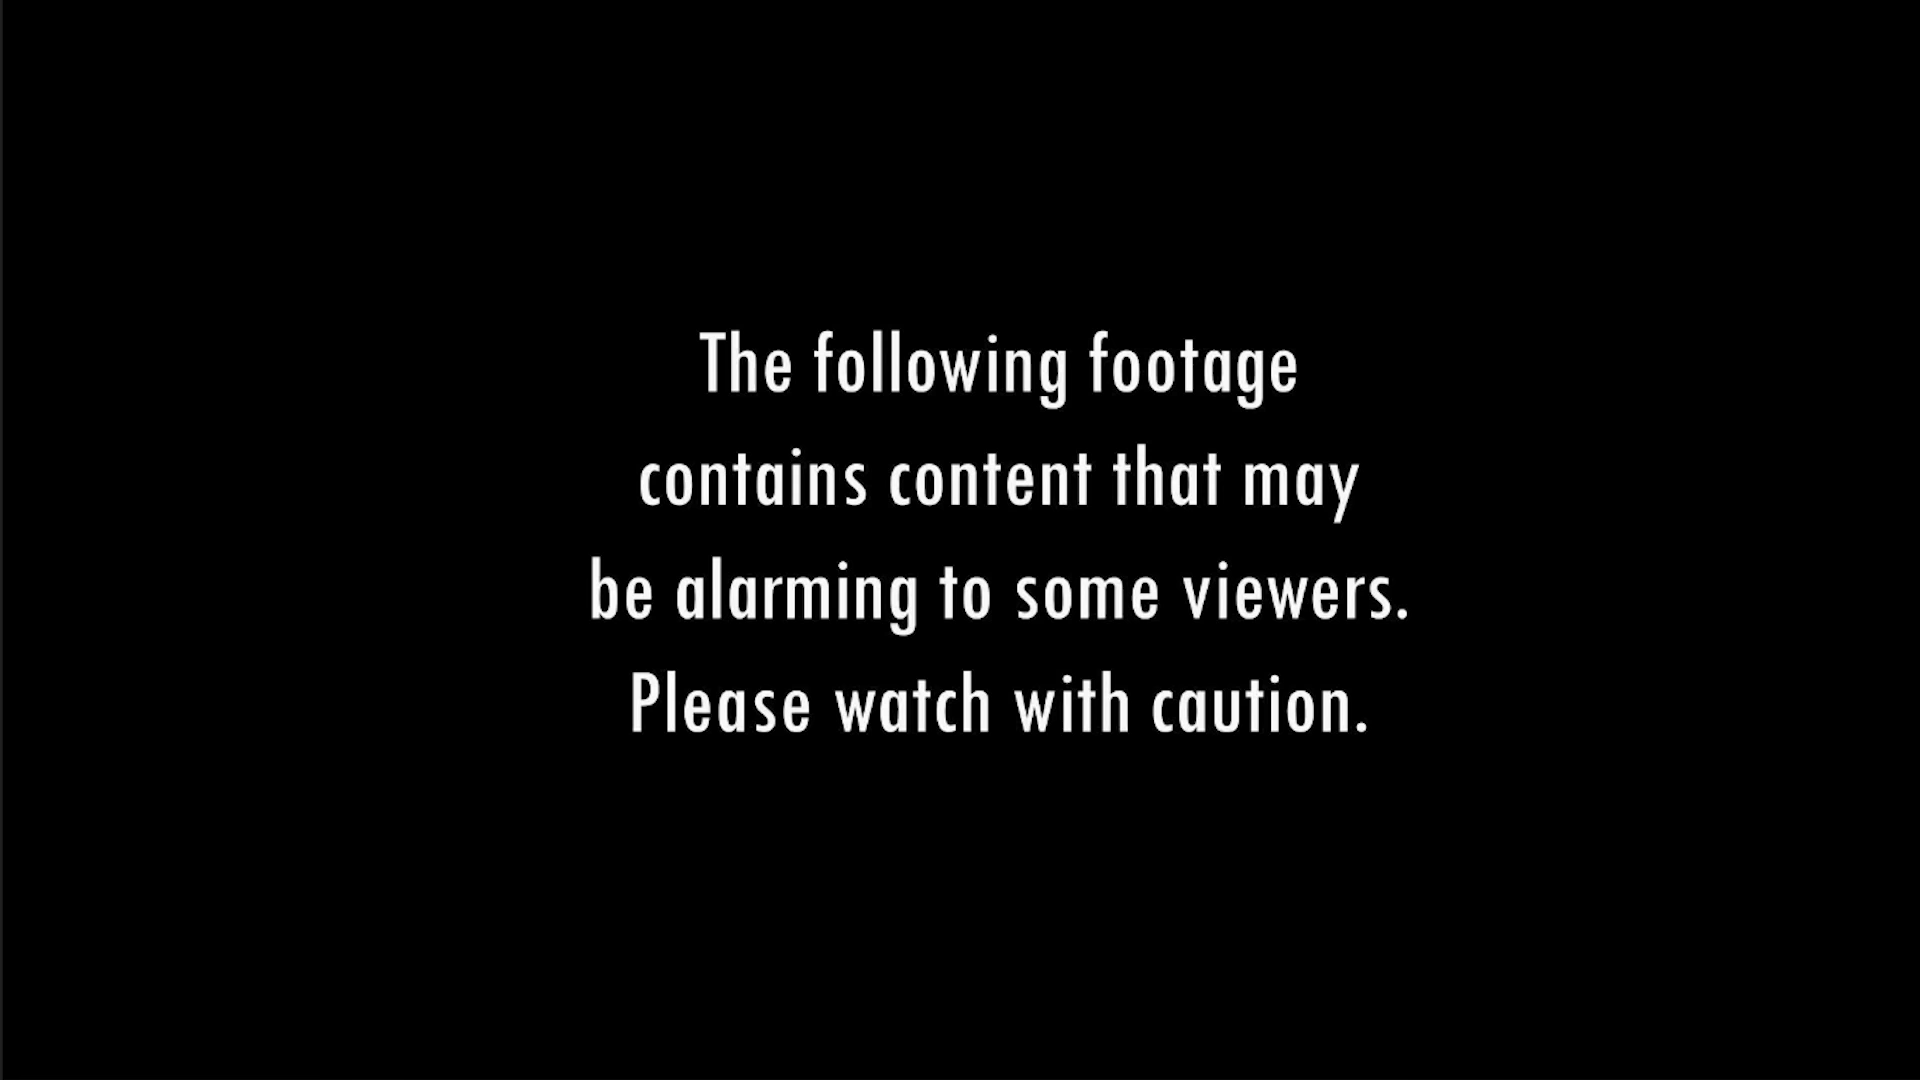 The following footage
contains content that may
be alarming to some viewers.
Please watch with caution.